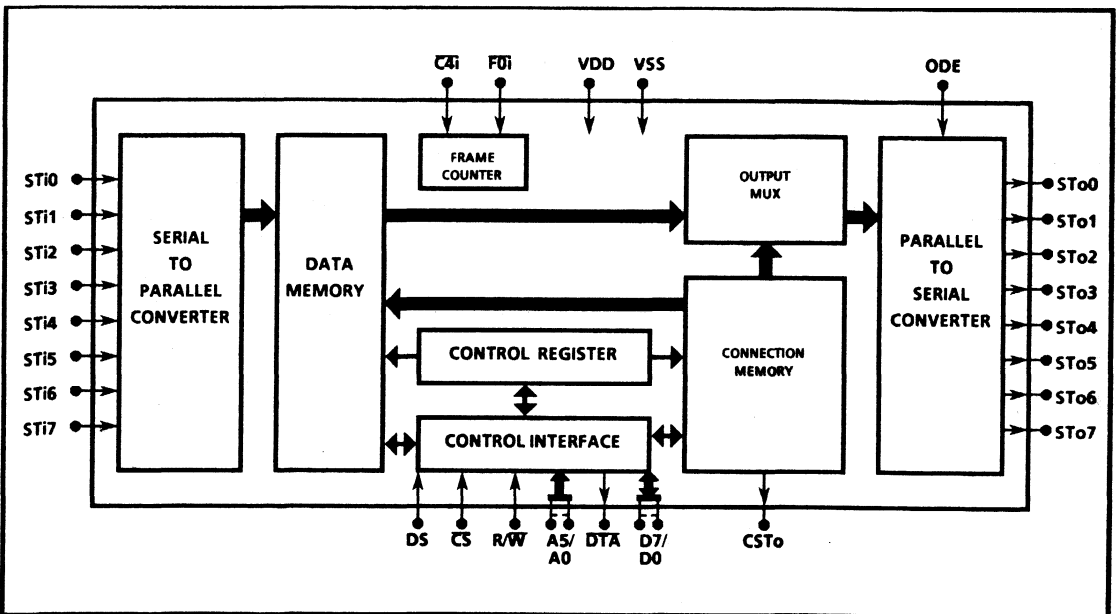 C4i F0i VDD VSS ODE
STi0
STi1
STi2
STi3
STi4
STi5
STi6
STi7
SERIAL
TO
PARALLEL
CONVERTER
DATA
MEMORY
FRAME
COUNTER
CONTROL REGISTER
CONTROL INTERFACE
OUTPUT
MUX
CONNECTION
MEMORY
PARALLEL
TO
SERIAL
CONVERTER
STo0
STo1
STo2
STo3
STo4
STo5
STo6
STo7
DS CS R/W A5/ DTA D7/ CSTo
A0 D0